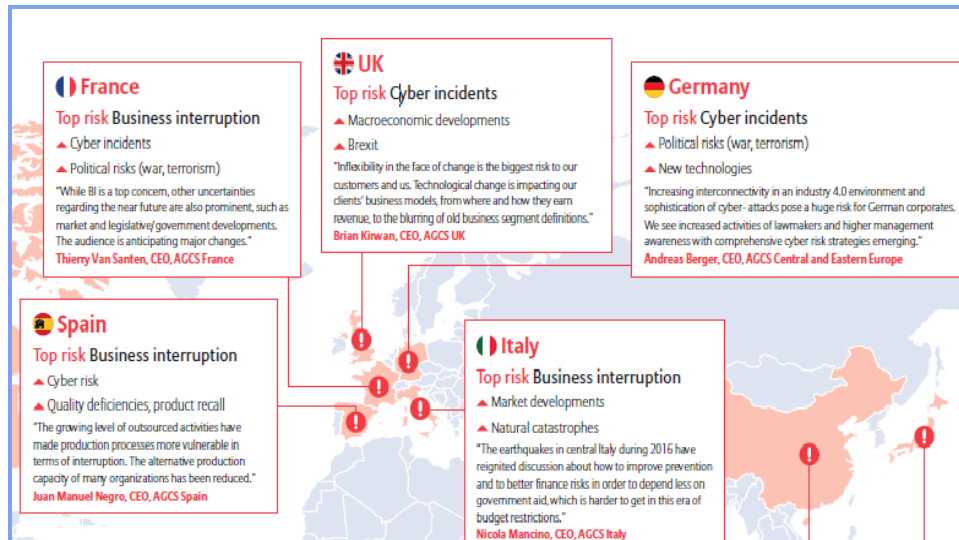 France
Top risk Business interruption
Cyber incidents
Political risks (war, terrorism)
"While BI is a top concern, other uncertainties
regarding the near future are also prominent, such as
market and legislative/government developments.
The audience is anticipating major changes."
Thierry Van Santen, CEO, AGCS France
UK
Top risk Cyber incidents
Macroeconomic developments
Brexit
"Inflexibility in the face of change is the biggest risk to our
customers and us. Technological change is impacting our
clients' business models, from where and how they earn
revenue, to the blurring of old business segment definitions."
Brian Kirwan, CEO, AGCS UK
Germany
Top risk Cyber incidents
Political risks (war, terrorism)
New technologies
"Increasing interconnectivity in an industry 4.0 environment and
sophistication of cyber- attacks pose a huge risk for German corporates.
We see increased activities of lawmakers and higher management
awareness with comprehensive cyber risk strategies emerging."
Andreas Berger, CEO, AGCS Central and Eastern Europe
Spain
Top risk Business interruption
Cyber risk
Quality deficiencies, product recall
"The growing level of outsourced activities have
made production processes more vulnerable in
terms of interruption. The alternative production
capacity of many organizations has been reduced."
Juan Manuel Negro, CEO, AGCS Spain
Italy
Top risk Business interruption
Market developments
Natural catastrophes
"The earthquakes in central Italy during 2016 have
reignited discussion about how to improve prevention
and to better finance risks in order to depend less on
government aid, which is harder to get in this era of
budget restrictions."
Nicola Mancino, CEO, AGCS Italy